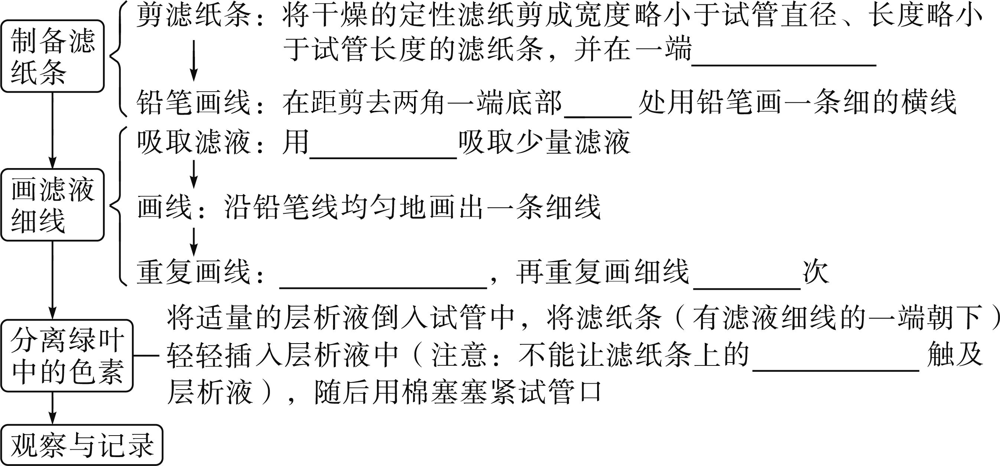 制备滤
纸条
剪滤纸条：将干燥的定性滤纸剪成宽度略小于试管直径、长度略小
于试管长度的滤纸条，并在一端
铅笔画线：在距剪去两角一端底部 处用铅笔画一条细的横线
画滤液
细线
吸取滤液：用 吸取少量滤液
画线：沿铅笔线均匀地画出一条细线
重复画线： ，再重复画细线 次
分离绿叶
中的色素
将适量的层析液倒入试管中，将滤纸条（有滤液细线的一端朝下）
轻轻插入层析液中（注意：不能让滤纸条上的 触及
层析液），随后用棉塞塞紧试管口
观察与记录